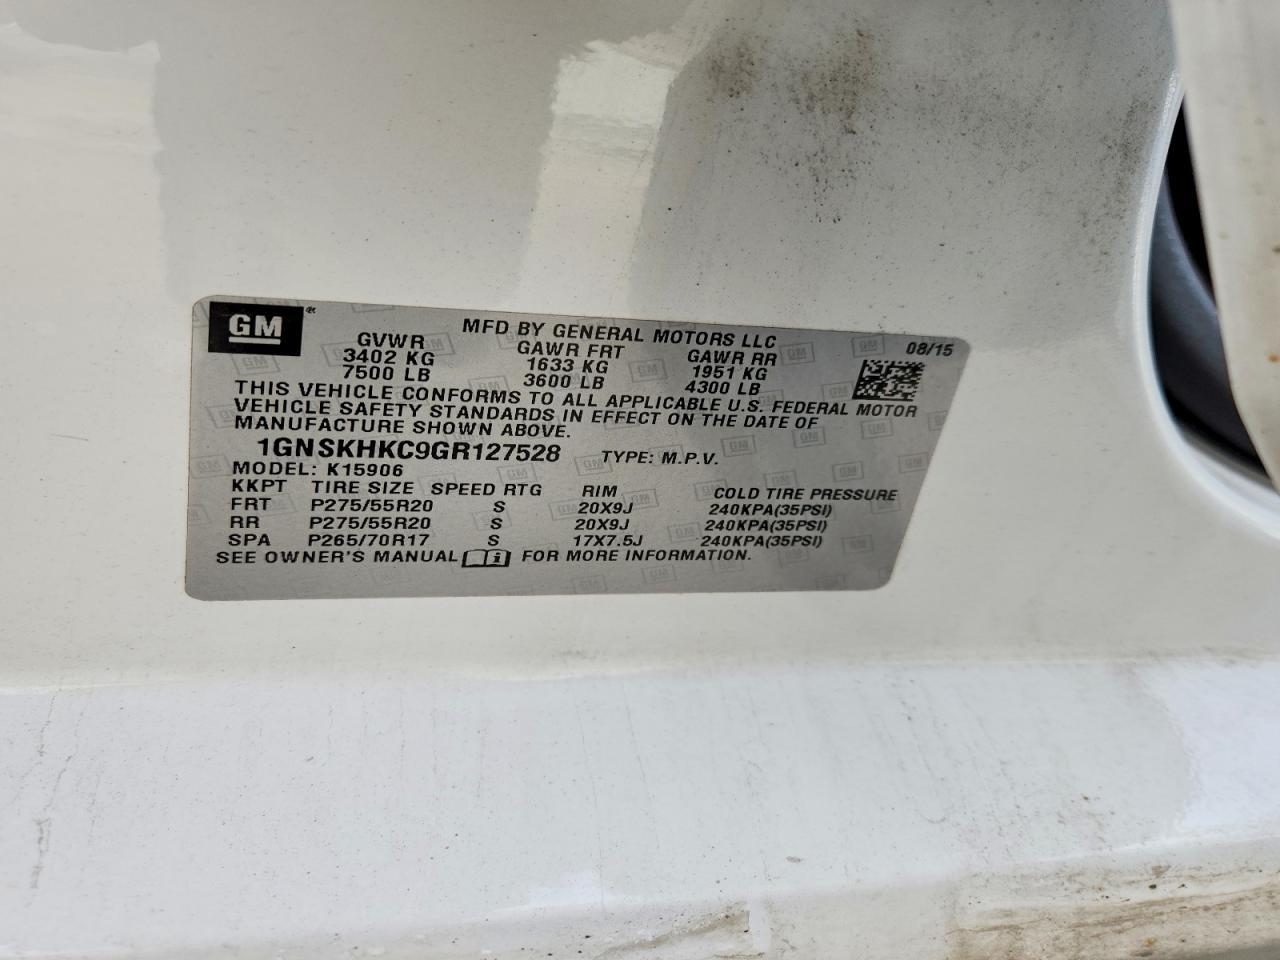 GM
MFD BY GENERAL MOTORS LLC 08/15
GVWR GAWR FRT GAWR RR
3402 KG 1633 KG 1951 KG
7500 LB 3600 LB 4300 LB
THIS VEHICLE CONFORMS TO ALL APPLICABLE U.S. FEDERAL MOTOR
VEHICLE SAFETY STANDARDS IN EFFECT ON THE DATE OF
MANUFACTURE SHOWN ABOVE.
1GNSKHKC9GR127528 TYPE: M.P.V.
MODEL: K15906
KKPT TIRE SIZE SPEED RTG RIM COLD TIRE PRESSURE
FRT P275/55R20 S 20X9J 240KPA(35PSI)
RR P275/55R20 S 20X9J 240KPA(35PSI)
SPA P265/70R17 S 17X7.5J 240KPA(35PSI)
SEE OWNER'S MANUAL FOR MORE INFORMATION.